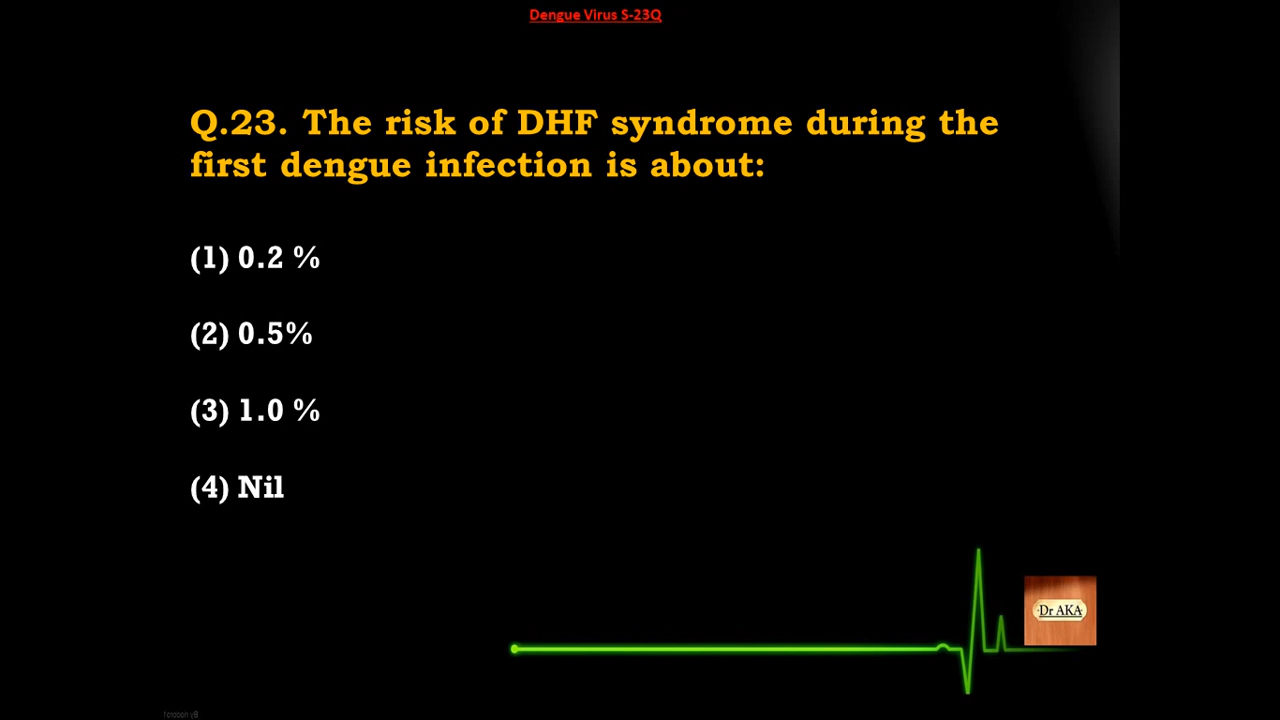 Dengue Virus S-23Q
Q.23. The risk of DHF syndrome during the
first dengue infection is about:
(1) 0.2 %
(2) 0.5%
(3) 1.0 %
(4) Nil
Dr AKA